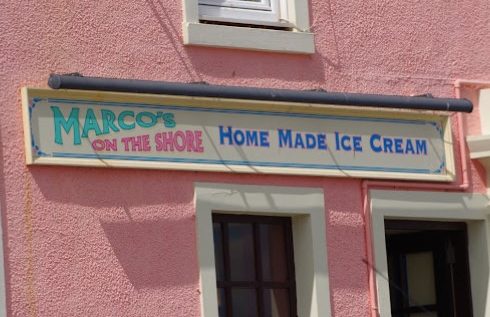 Marco's
on the Shore
Home Made Ice Cream